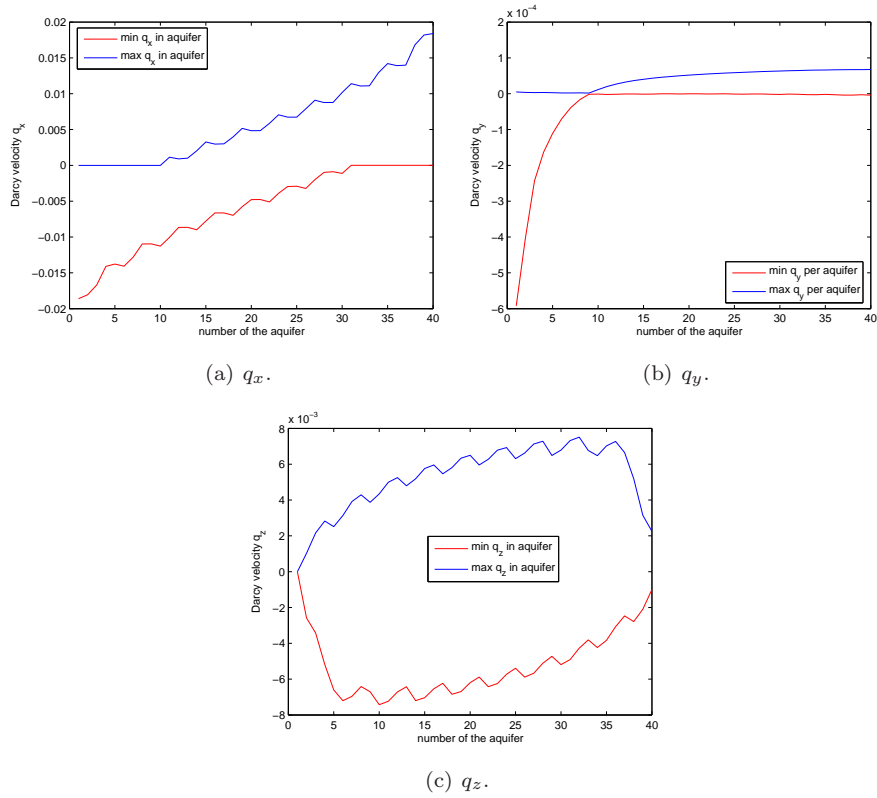 0.02
0.015
0.01
0.005
0
−0.005
−0.01
−0.015
−0.02
Darcy velocity q_x
min q_x in aquifer
max q_x in aquifer
0 5 10 15 20 25 30 35 40
number of the aquifer
(a) q_x.
x 10^−4
2
1
0
−1
−2
−3
−4
−5
−6
Darcy velocity q_y
min q_y per aquifer
max q_y per aquifer
0 5 10 15 20 25 30 35 40
number of the aquifer
(b) q_y.
x 10^−3
8
6
4
2
0
−2
−4
−6
−8
Darcy velocity q_z
min q_z in aquifer
max q_z in aquifer
0 5 10 15 20 25 30 35 40
number of the aquifer
(c) q_z.